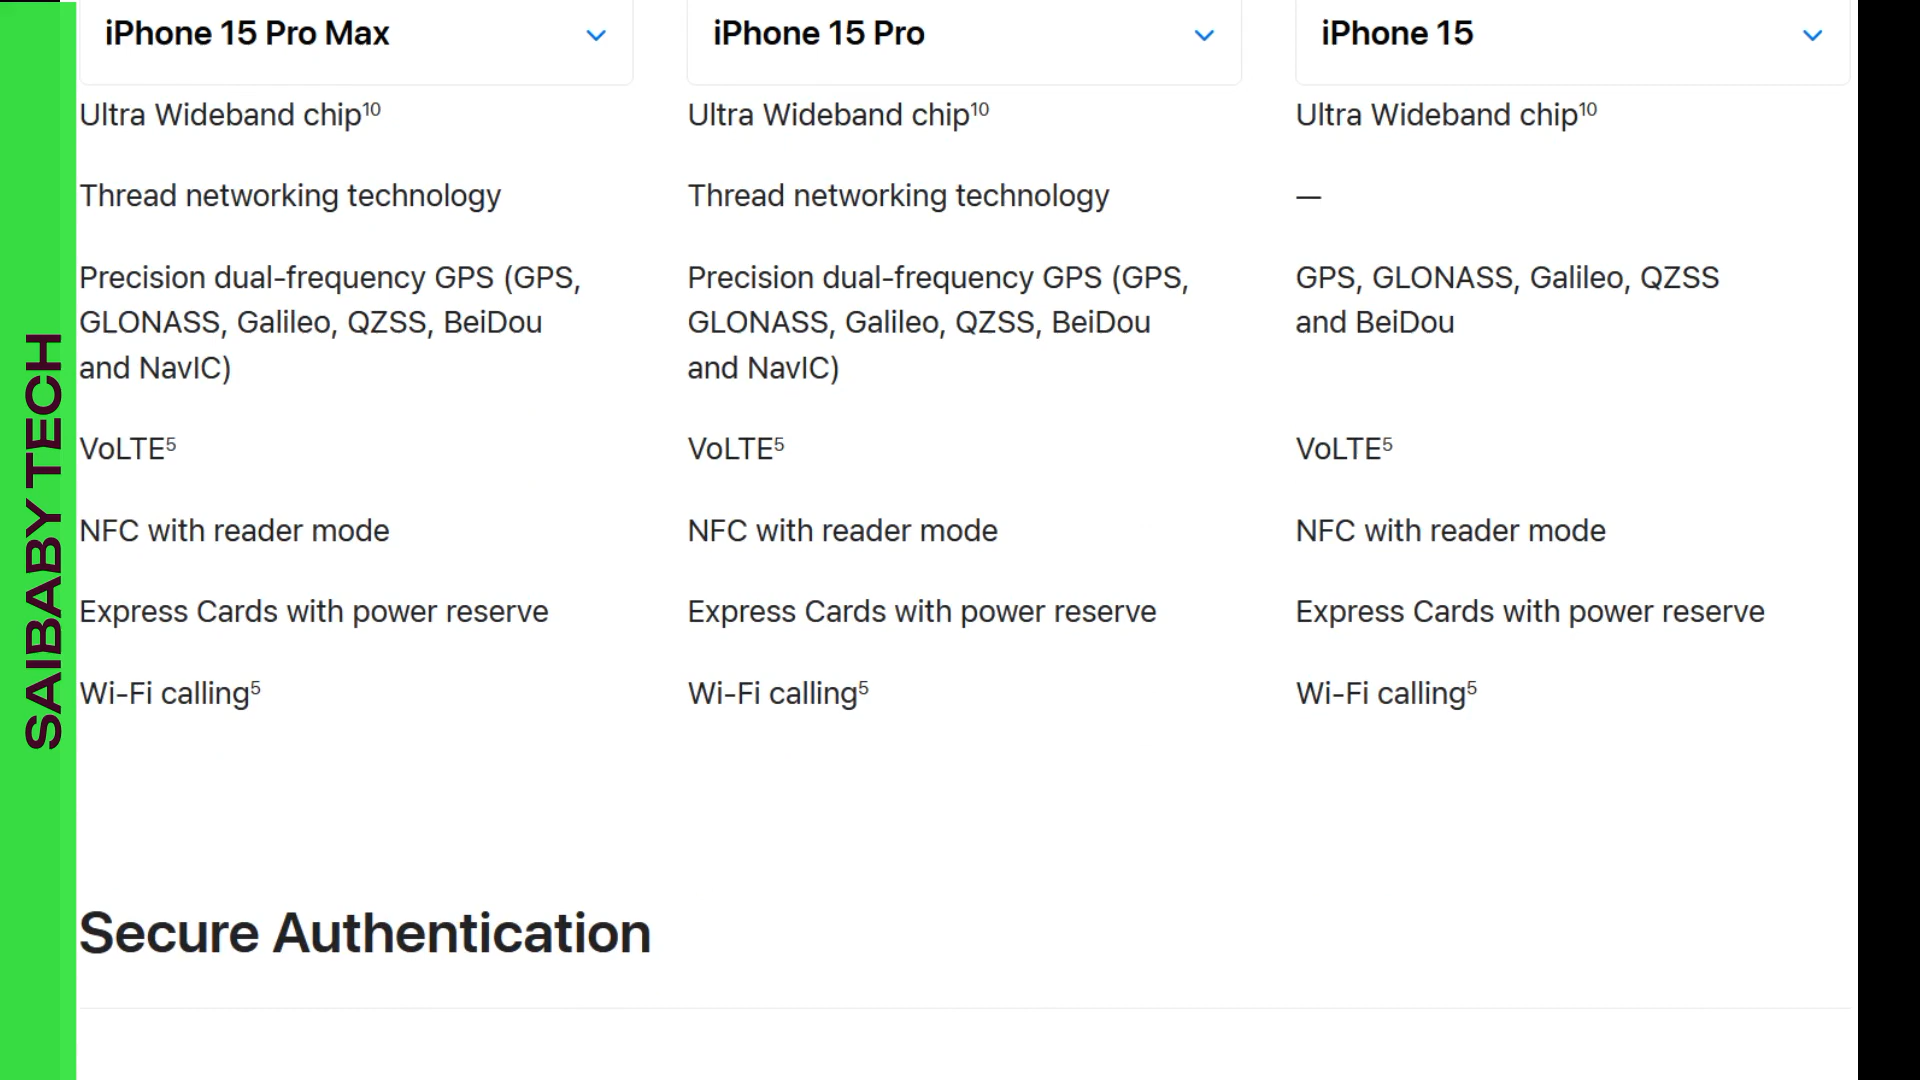 SAIBABY TECH
iPhone 15 Pro Max
iPhone 15 Pro
iPhone 15
Ultra Wideband chip¹⁰
Ultra Wideband chip¹⁰
Ultra Wideband chip¹⁰
Thread networking technology
Thread networking technology
—
Precision dual-frequency GPS (GPS,
GLONASS, Galileo, QZSS, BeiDou
and NavIC)
Precision dual-frequency GPS (GPS,
GLONASS, Galileo, QZSS, BeiDou
and NavIC)
GPS, GLONASS, Galileo, QZSS
and BeiDou
VoLTE⁵
VoLTE⁵
VoLTE⁵
NFC with reader mode
NFC with reader mode
NFC with reader mode
Express Cards with power reserve
Express Cards with power reserve
Express Cards with power reserve
Wi-Fi calling⁵
Wi-Fi calling⁵
Wi-Fi calling⁵
Secure Authentication